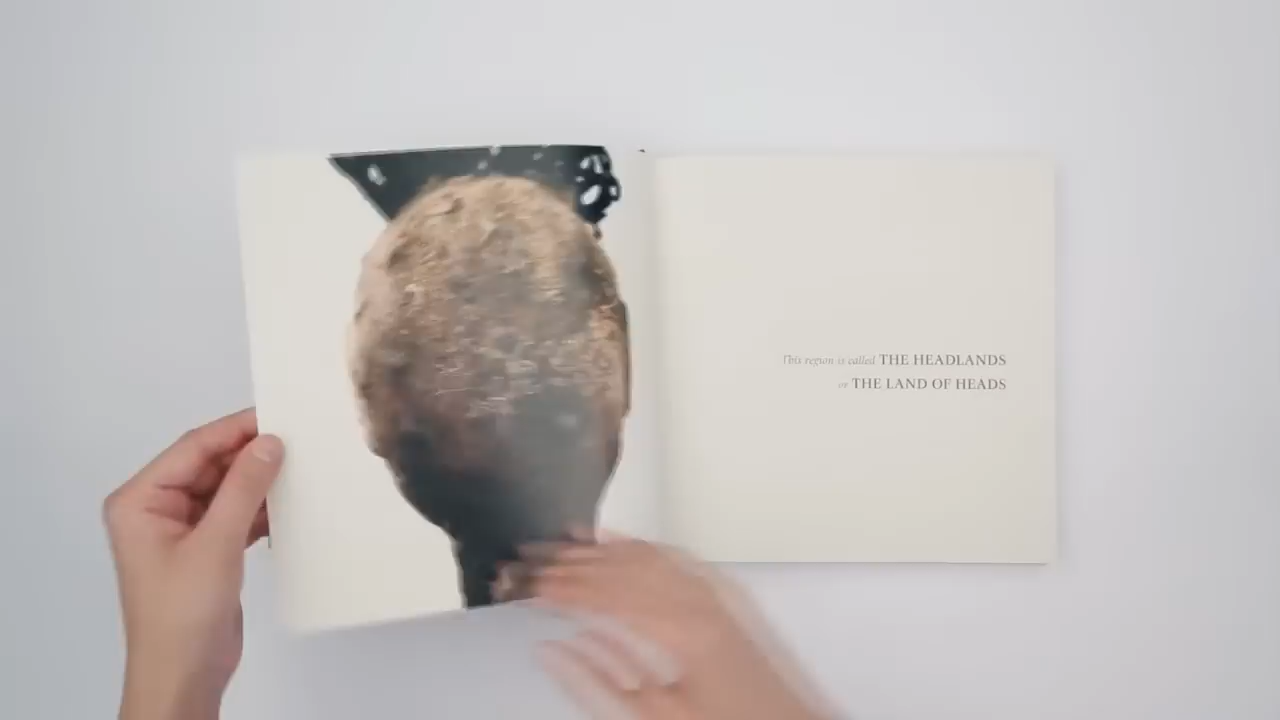 This region is called THE HEADLANDS
or THE LAND OF HEADS